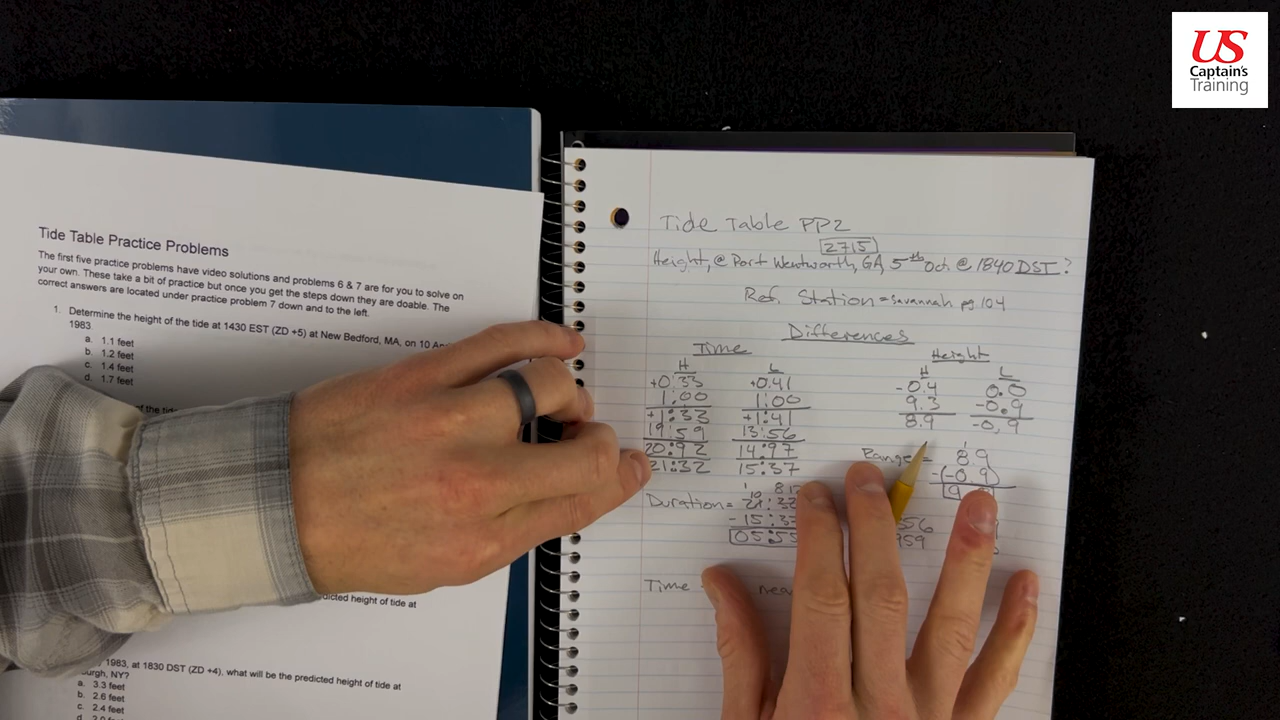 US
Captain's
Training
Tide Table Practice Problems
The first five practice problems have video solutions and problems 6 & 7 are for you to solve on
your own. These take a bit of practice but once you get the steps down they are doable. The
correct answers are located under practice problem 7 down and to the left.
1. Determine the height of the tide at 1430 EST (ZD +5) at New Bedford, MA, on 10
1983.
a. 1.1 feet
b. 1.2 feet
c. 1.4 feet
d. 1.7 feet
of the
height of tide at
1983, at 1830 DST (ZD +4), what will be the predicted height of tide at
NY?
a. 3.3 feet
b. 2.6 feet
c. 2.4 feet
Tide Table PP2
2715
Height, @ Port Wentworth, GA, 5th Oct. @ 1840 DST?
Ref. Station = Savannah pg. 104
Differences
Time Height
H L H L
+0:33 +0:41 -0.4 0.0
1:00 1:00 9.3 -0.9
+1:33 +1:41 8.9 -0.9
19:59 13:56
20:92 14:97
21:32 15:37
Range = 8.9
-(-0.9)
Duration =
-15:3
05:55
Time